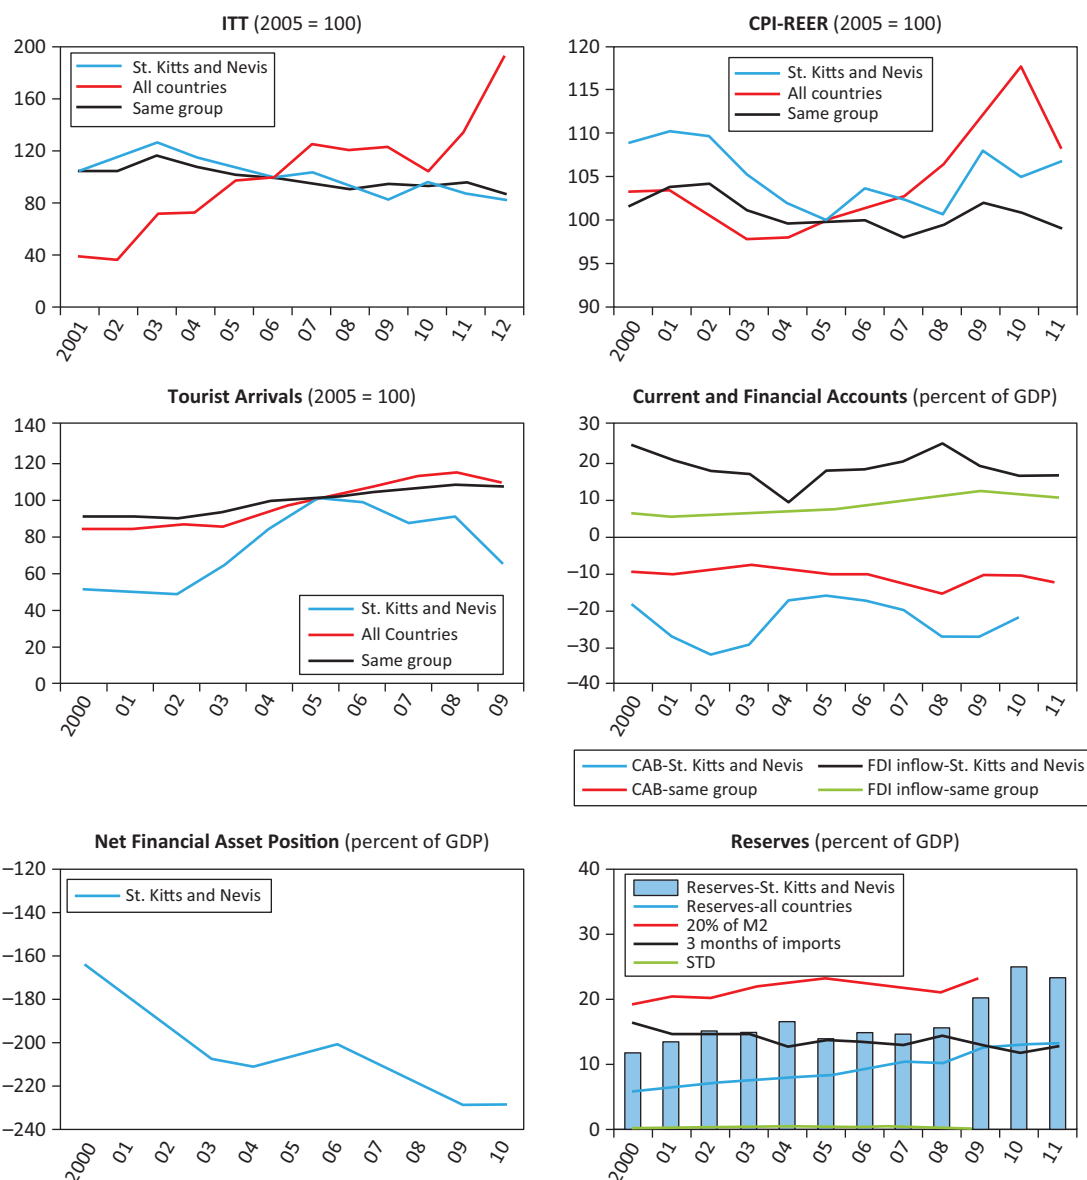 ITT (2005 = 100)
200
160
120
80
40
0
St. Kitts and Nevis
All countries
Same group
2001 02 03 04 05 06 07 08 09 10 11 12
CPI-REER (2005 = 100)
120
115
110
105
100
95
90
St. Kitts and Nevis
All countries
Same group
2000 01 02 03 04 05 06 07 08 09 10 11
Tourist Arrivals (2005 = 100)
140
120
100
80
60
40
20
0
St. Kitts and Nevis
All Countries
Same group
2000 01 02 03 04 05 06 07 08 09
Current and Financial Accounts (percent of GDP)
30
20
10
0
–10
–20
–30
–40
2000 01 02 03 04 05 06 07 08 09 10 11
CAB-St. Kitts and Nevis
FDI inflow-St. Kitts and Nevis
CAB-same group
FDI inflow-same group
Net Financial Asset Position (percent of GDP)
–120
–140
–160
–180
–200
–220
–240
St. Kitts and Nevis
2000 01 02 03 04 05 06 07 08 09 10
Reserves (percent of GDP)
40
30
20
10
0
Reserves-St. Kitts and Nevis
Reserves-all countries
20% of M2
3 months of imports
STD
2000 01 02 03 04 05 06 07 08 09 10 11